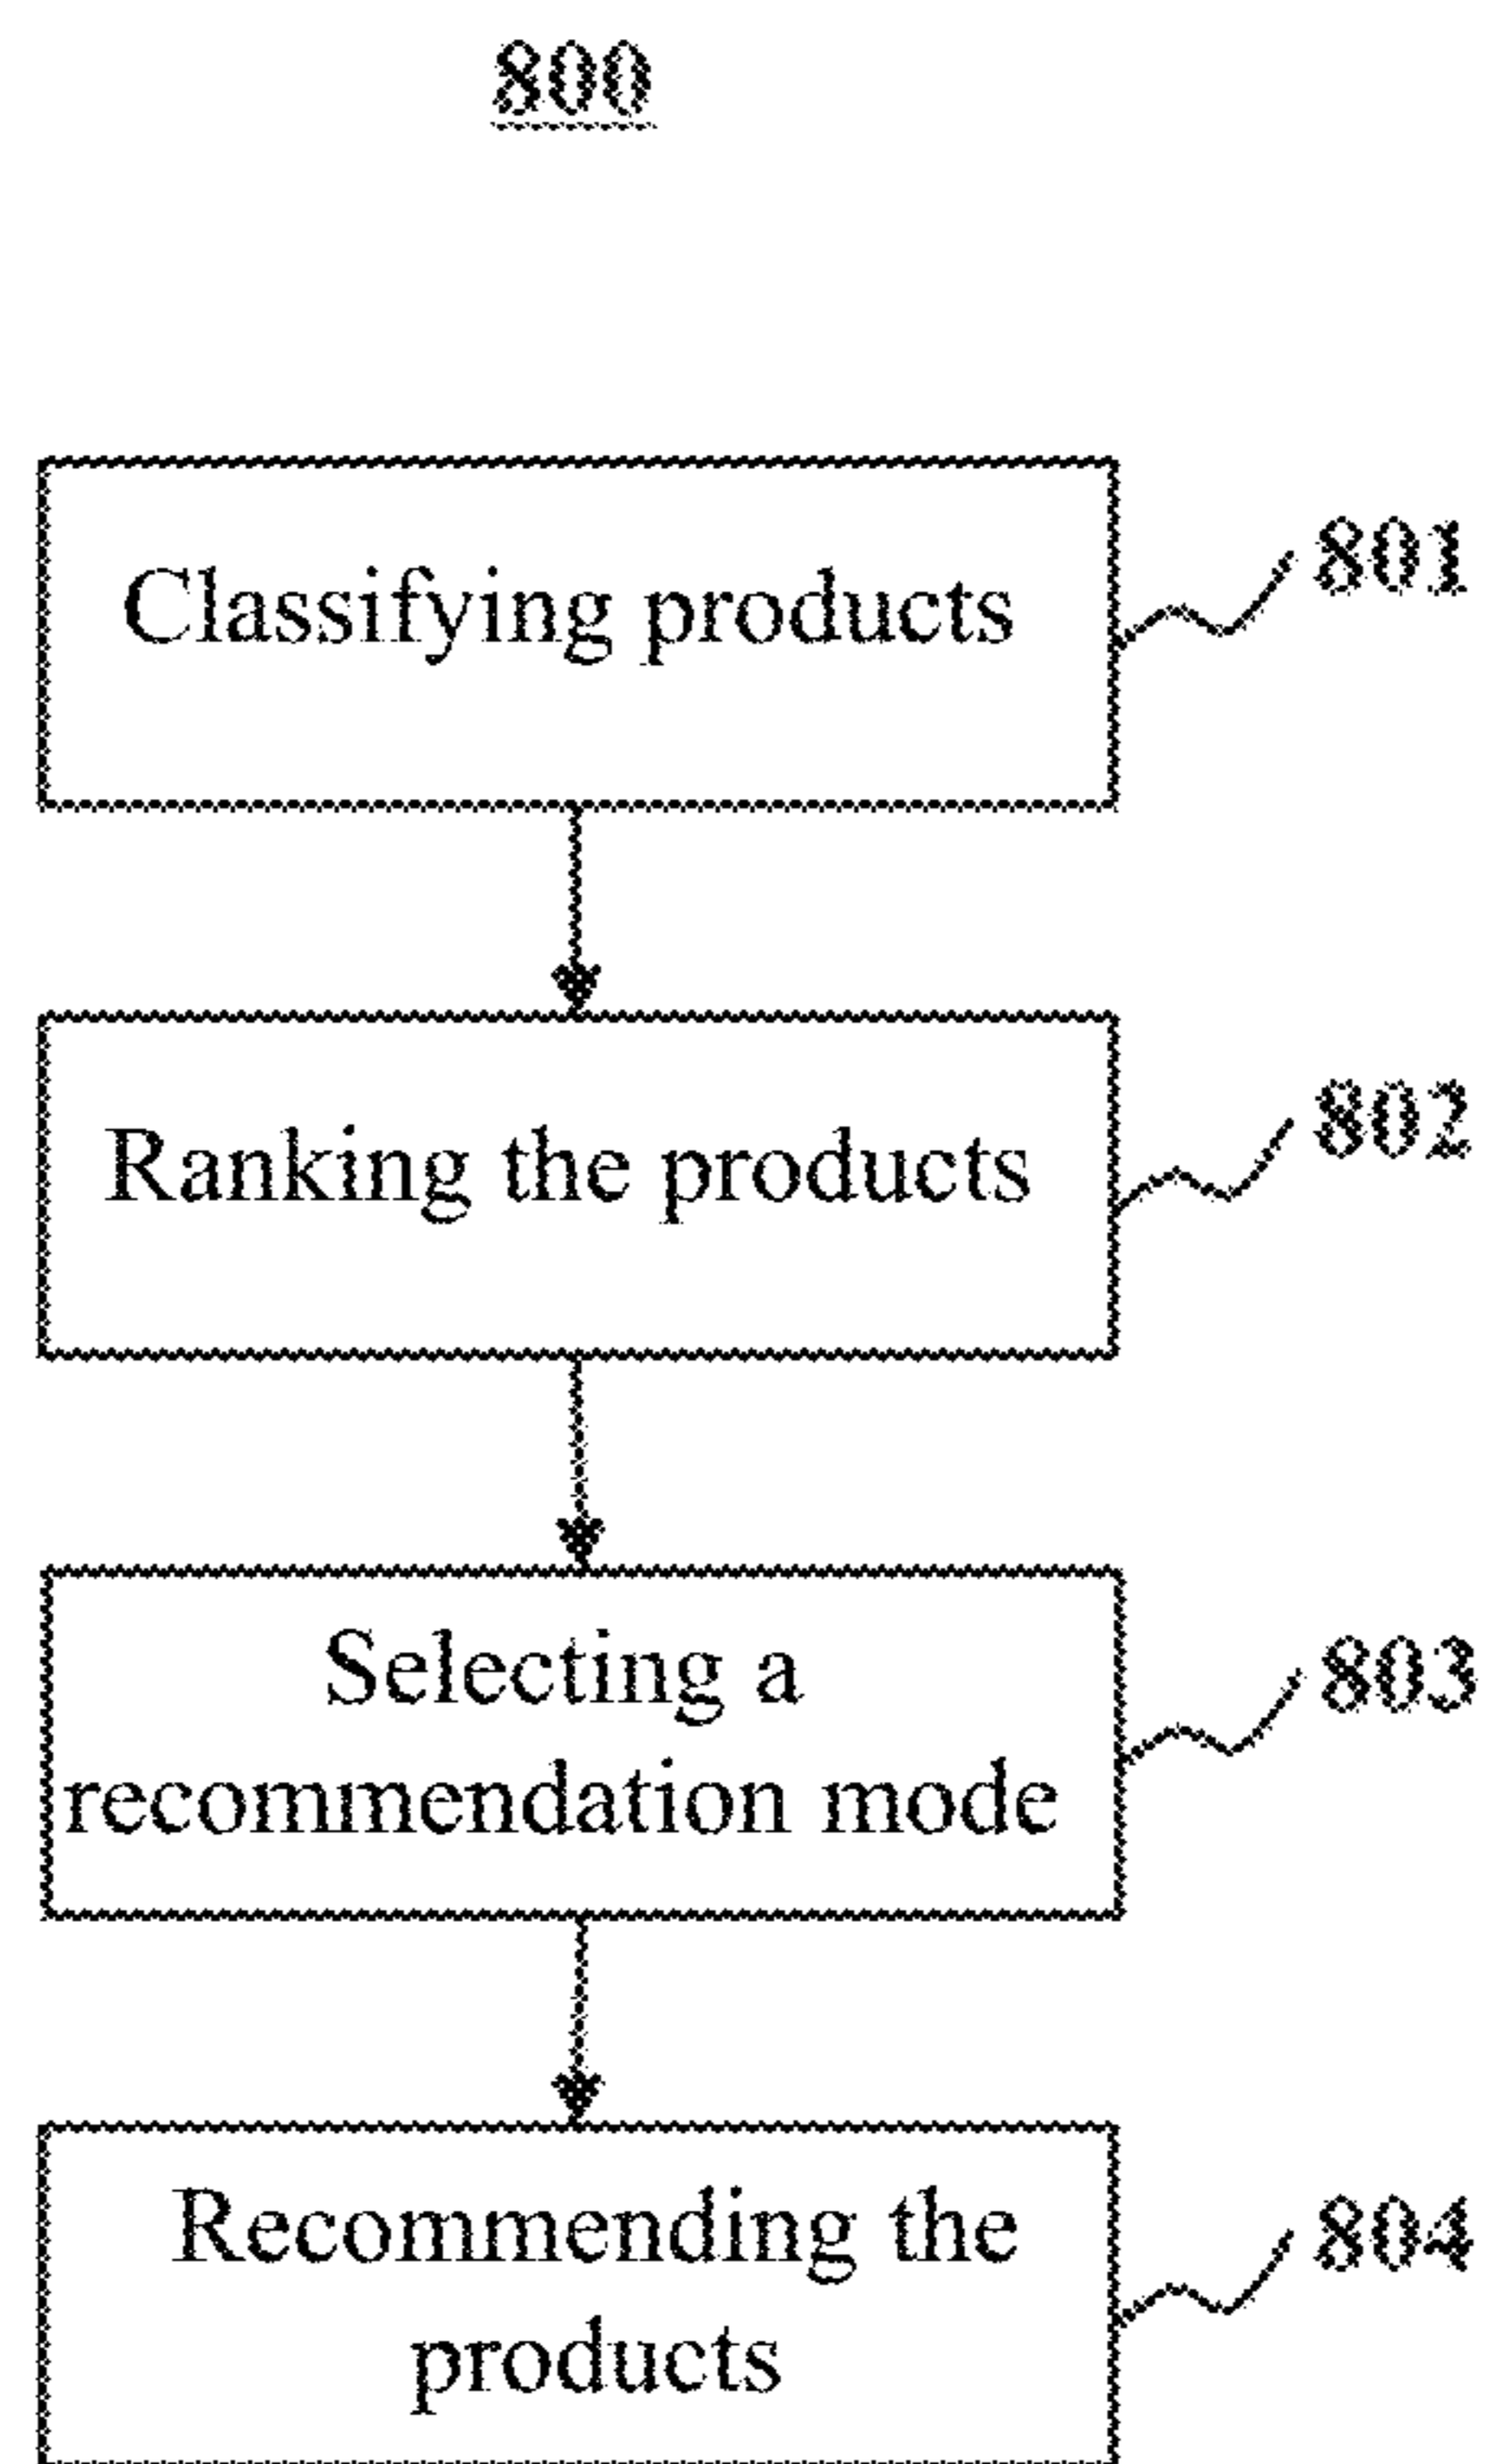 800
Classifying products
801
Ranking the products
802
Selecting a
recommendation mode
803
Recommending the
products
804